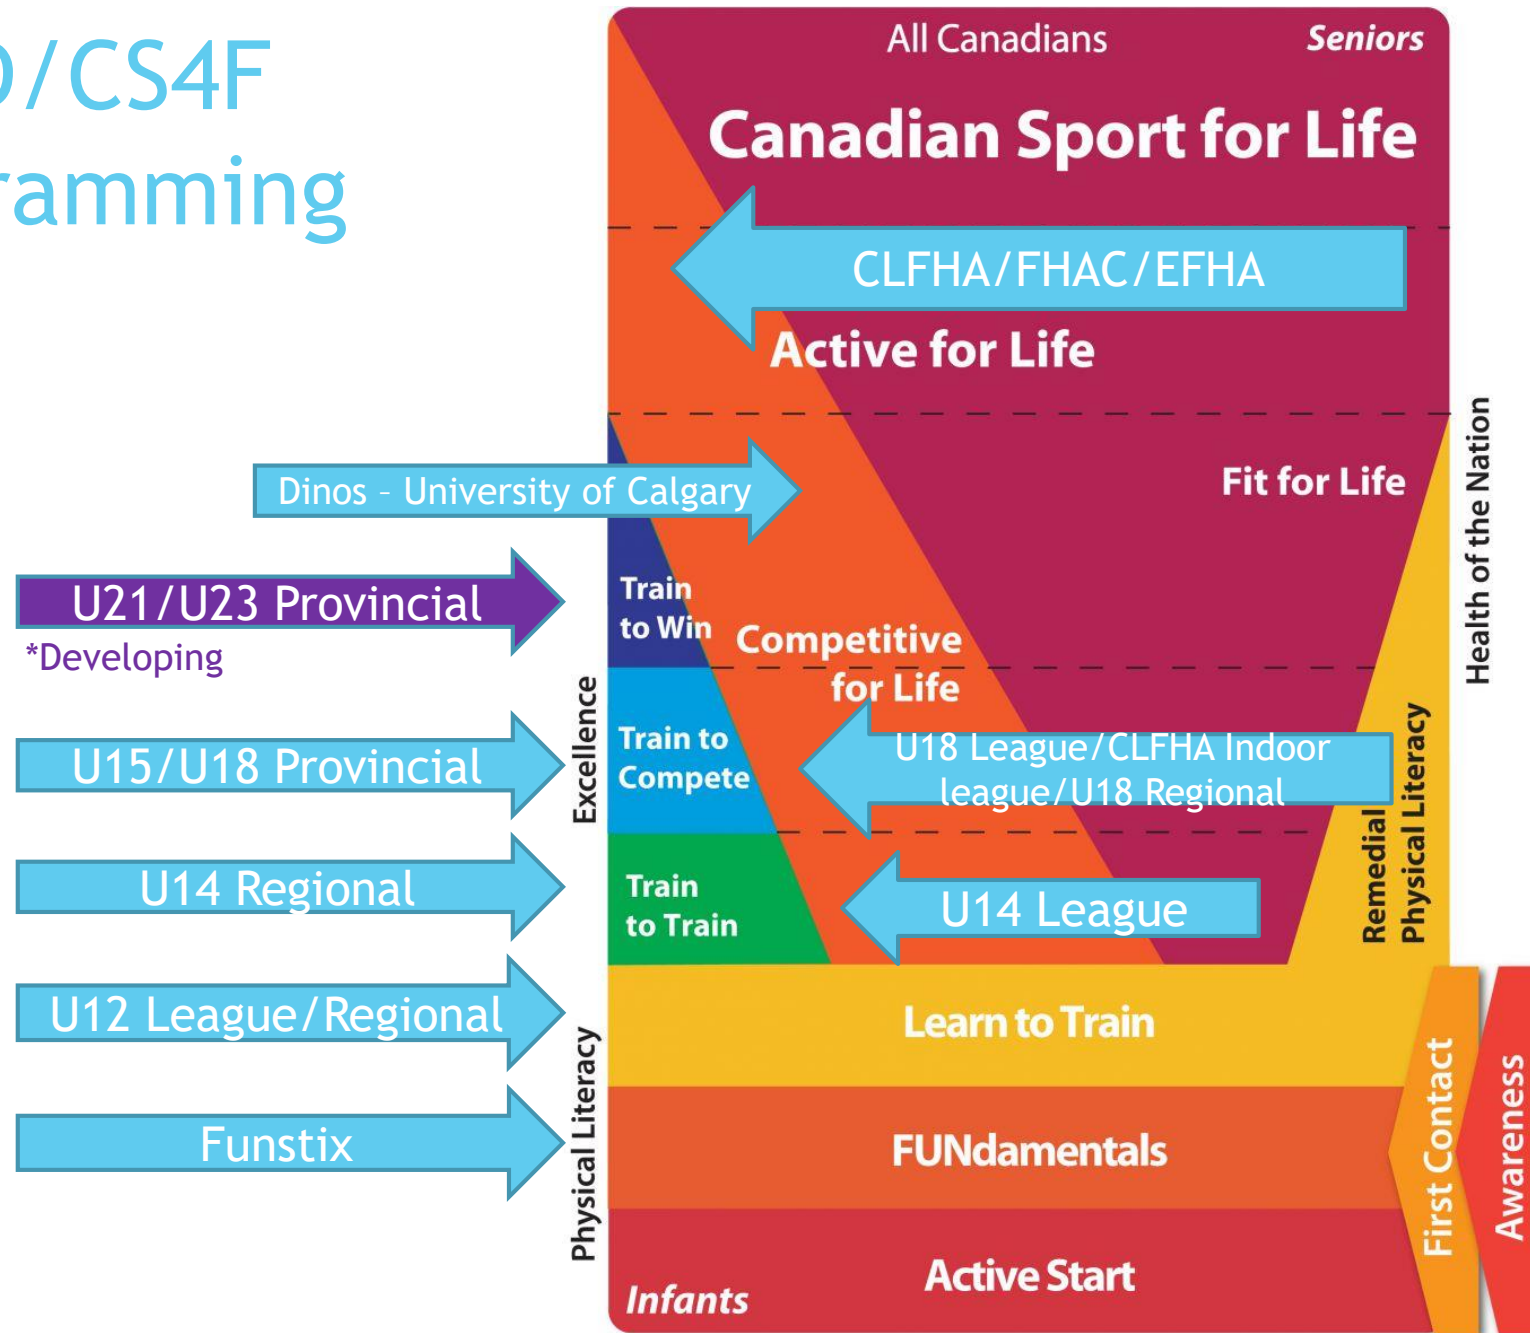 /CS4F
ramming
All Canadians
Seniors
Canadian Sport for Life
CLFHA/FHAC/EFHA
Active for Life
Dinos – University of Calgary
Fit for Life
Health of the Nation
U21/U23 Provincial
*Developing
Train
to Win
Competitive
for Life
Excellence
U15/U18 Provincial
Train to
Compete
U18 League/CLFHA Indoor
league/U18 Regional
Remedial
Physical Literacy
U14 Regional
Train
to Train
U14 League
U12 League/Regional
Learn to Train
Physical Literacy
Funstix
FUNdamentals
First Contact
Awareness
Active Start
Infants